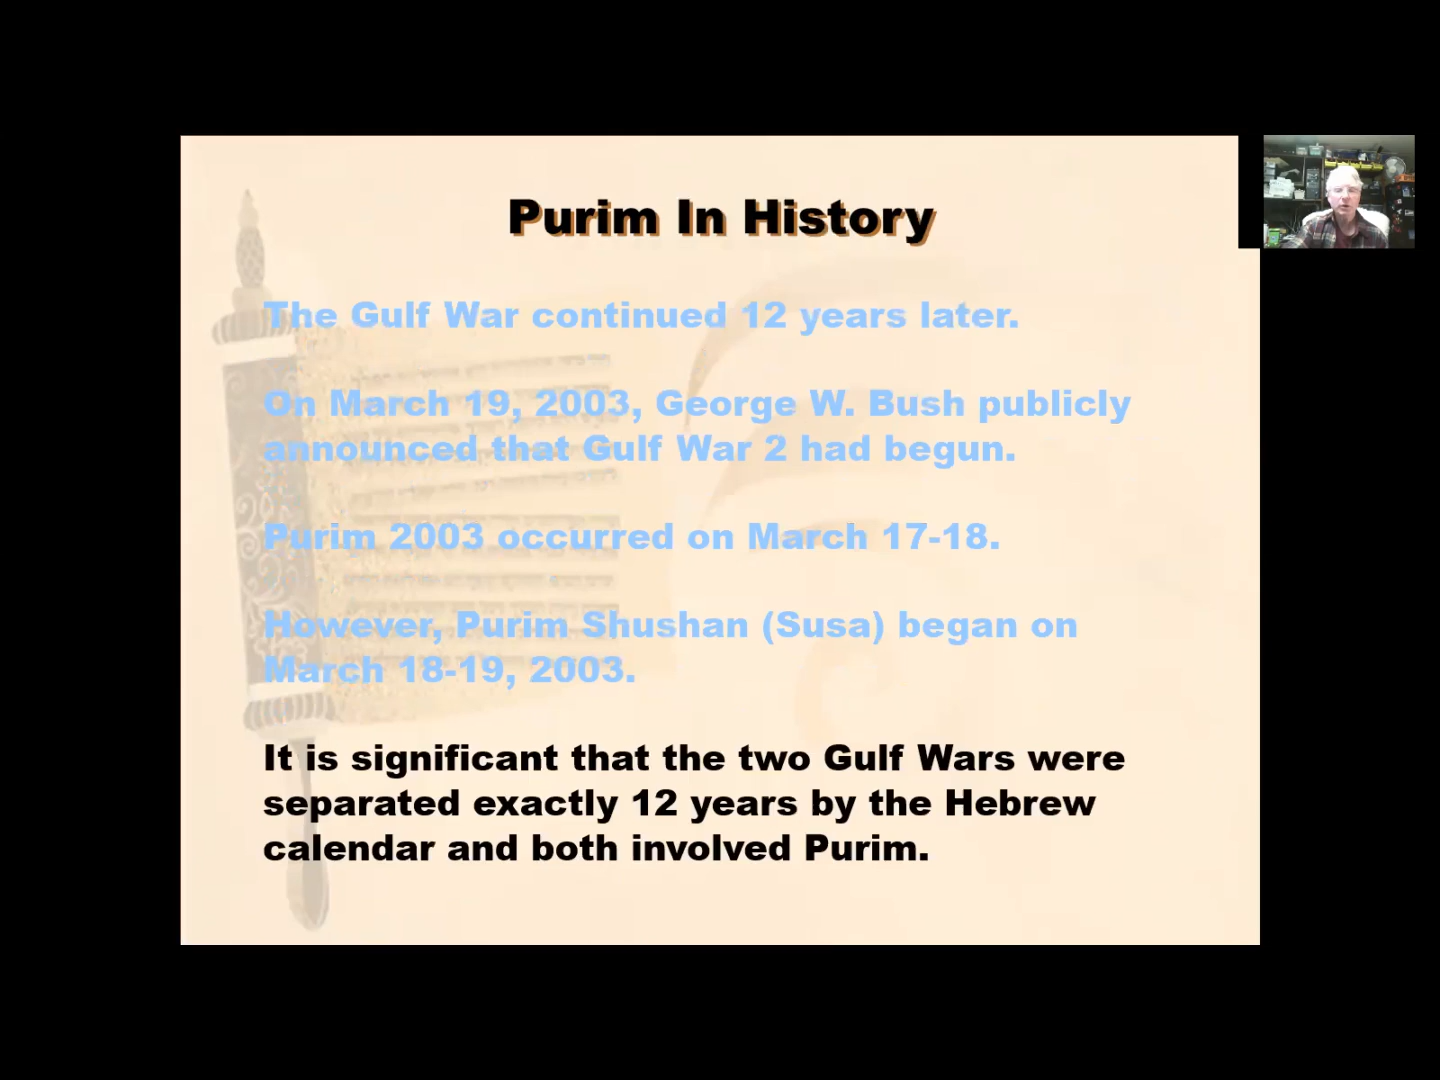 Purim In History
The Gulf War continued 12 years later.
On March 19, 2003, George W. Bush publicly
announced that Gulf War 2 had begun.
Purim 2003 occurred on March 17-18.
However, Purim Shushan (Susa) began on
March 18-19, 2003.
It is significant that the two Gulf Wars were
separated exactly 12 years by the Hebrew
calendar and both involved Purim.